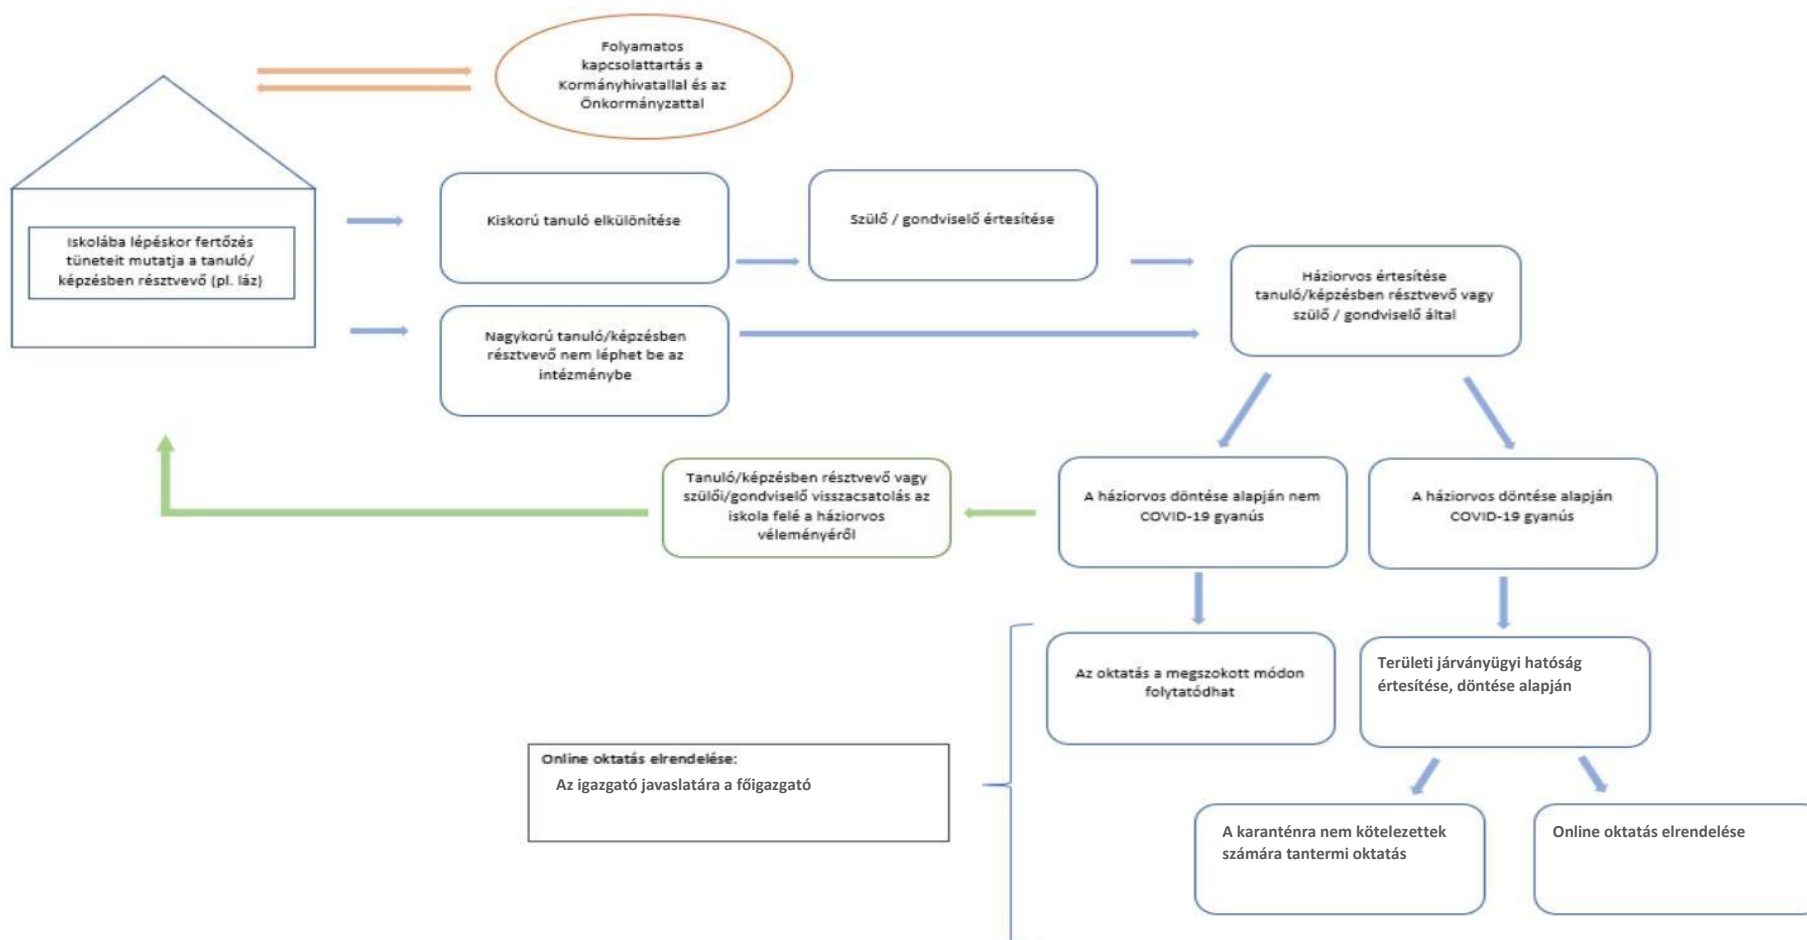 Folyamatos
kapcsolattartás a
Kormányhivatallal és az
Önkormányzattal
Iskolába lépéskor fertőzés
tüneteit mutatja a tanuló/
képzésben résztvevő (pl. láz)
Kiskorú tanuló elkülönítése
Szülő / gondviselő értesítése
Nagykorú tanuló/képzésben
résztvevő nem léphet be az
intézménybe
Háziorvos értesítése
tanuló/képzésben résztvevő vagy
szülő / gondviselő által
Tanuló/képzésben résztvevő vagy
szülői/gondviselő visszacsatolás az
iskola felé a háziorvos
véleményéről
A háziorvos döntése alapján nem
COVID-19 gyanús
A háziorvos döntése alapján
COVID-19 gyanús
Az oktatás a megszokott módon
folytatódhat
Területi járványügyi hatóság
értesítése, döntése alapján
Online oktatás elrendelése:
Az igazgató javaslatára a főigazgató
A karanténra nem kötelezettek
számára tantermi oktatás
Online oktatás elrendelése